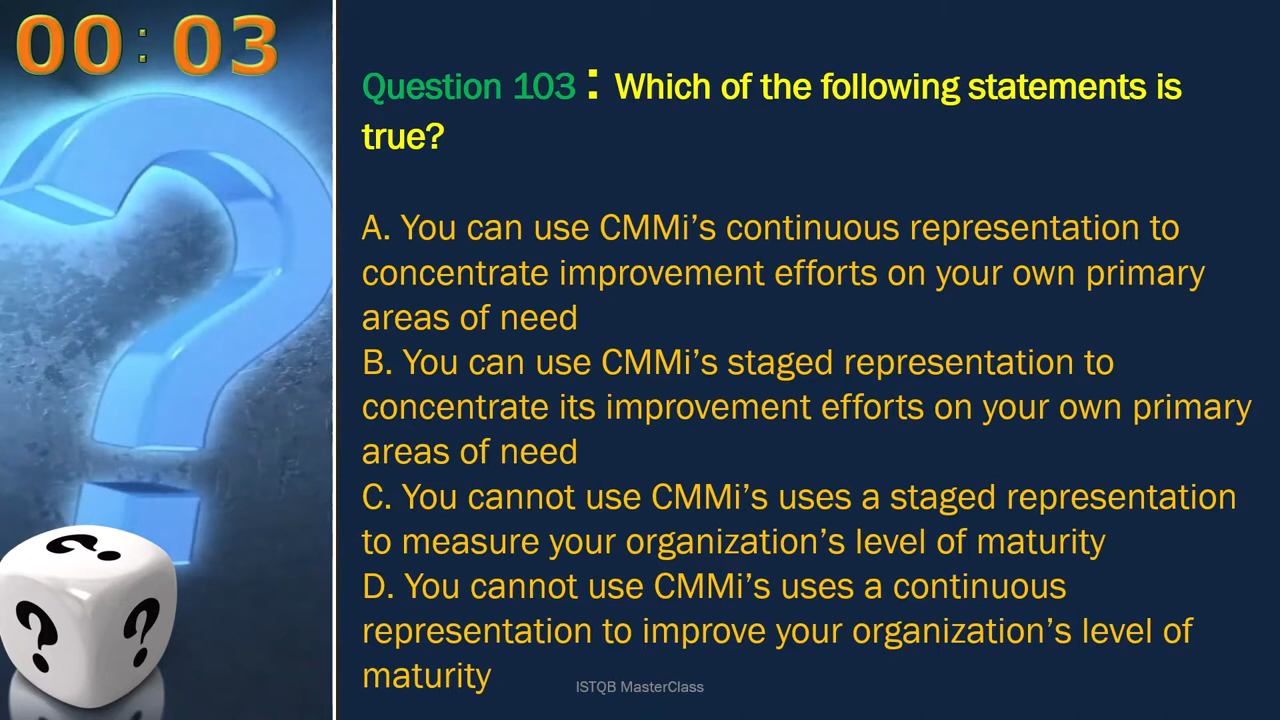 00:03
Question 103 : Which of the following statements is
true?
A. You can use CMMi’s continuous representation to
concentrate improvement efforts on your own primary
areas of need
B. You can use CMMi’s staged representation to
concentrate its improvement efforts on your own primary
areas of need
C. You cannot use CMMi’s uses a staged representation
to measure your organization’s level of maturity
D. You cannot use CMMi’s uses a continuous
representation to improve your organization’s level of
maturity
ISTQB MasterClass